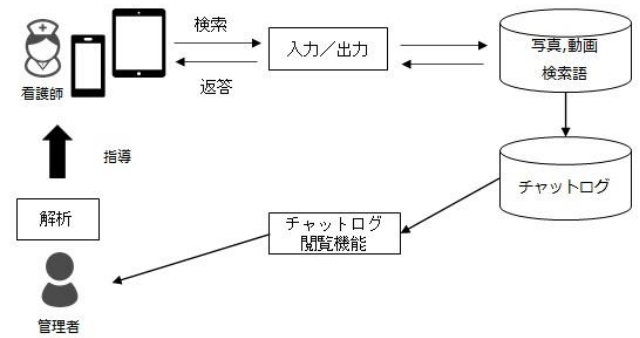 検索
入力／出力
写真,動画
検索語
返答
看護師
指導
チャットログ
解析
チャットログ
閲覧機能
管理者